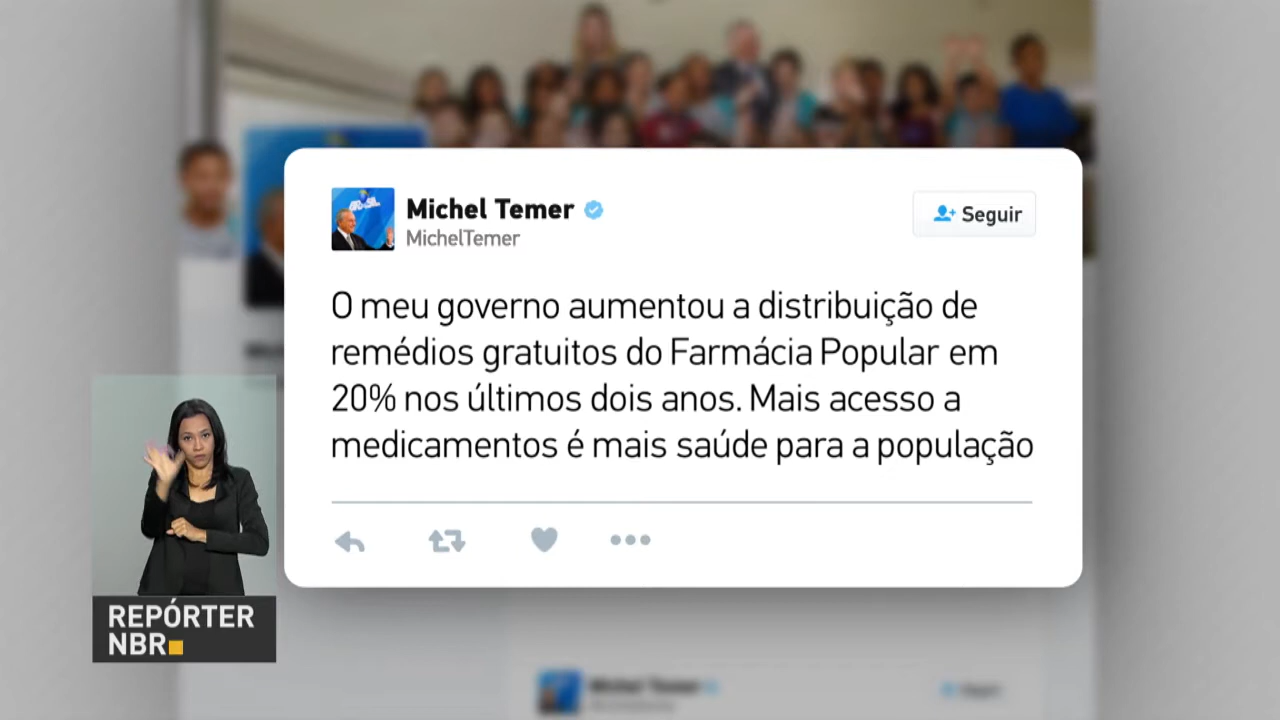 Michel Temer
MichelTemer
Seguir
O meu governo aumentou a distribuição de
remédios gratuitos do Farmácia Popular em
20% nos últimos dois anos. Mais acesso a
medicamentos é mais saúde para a população
REPÓRTER
NBR